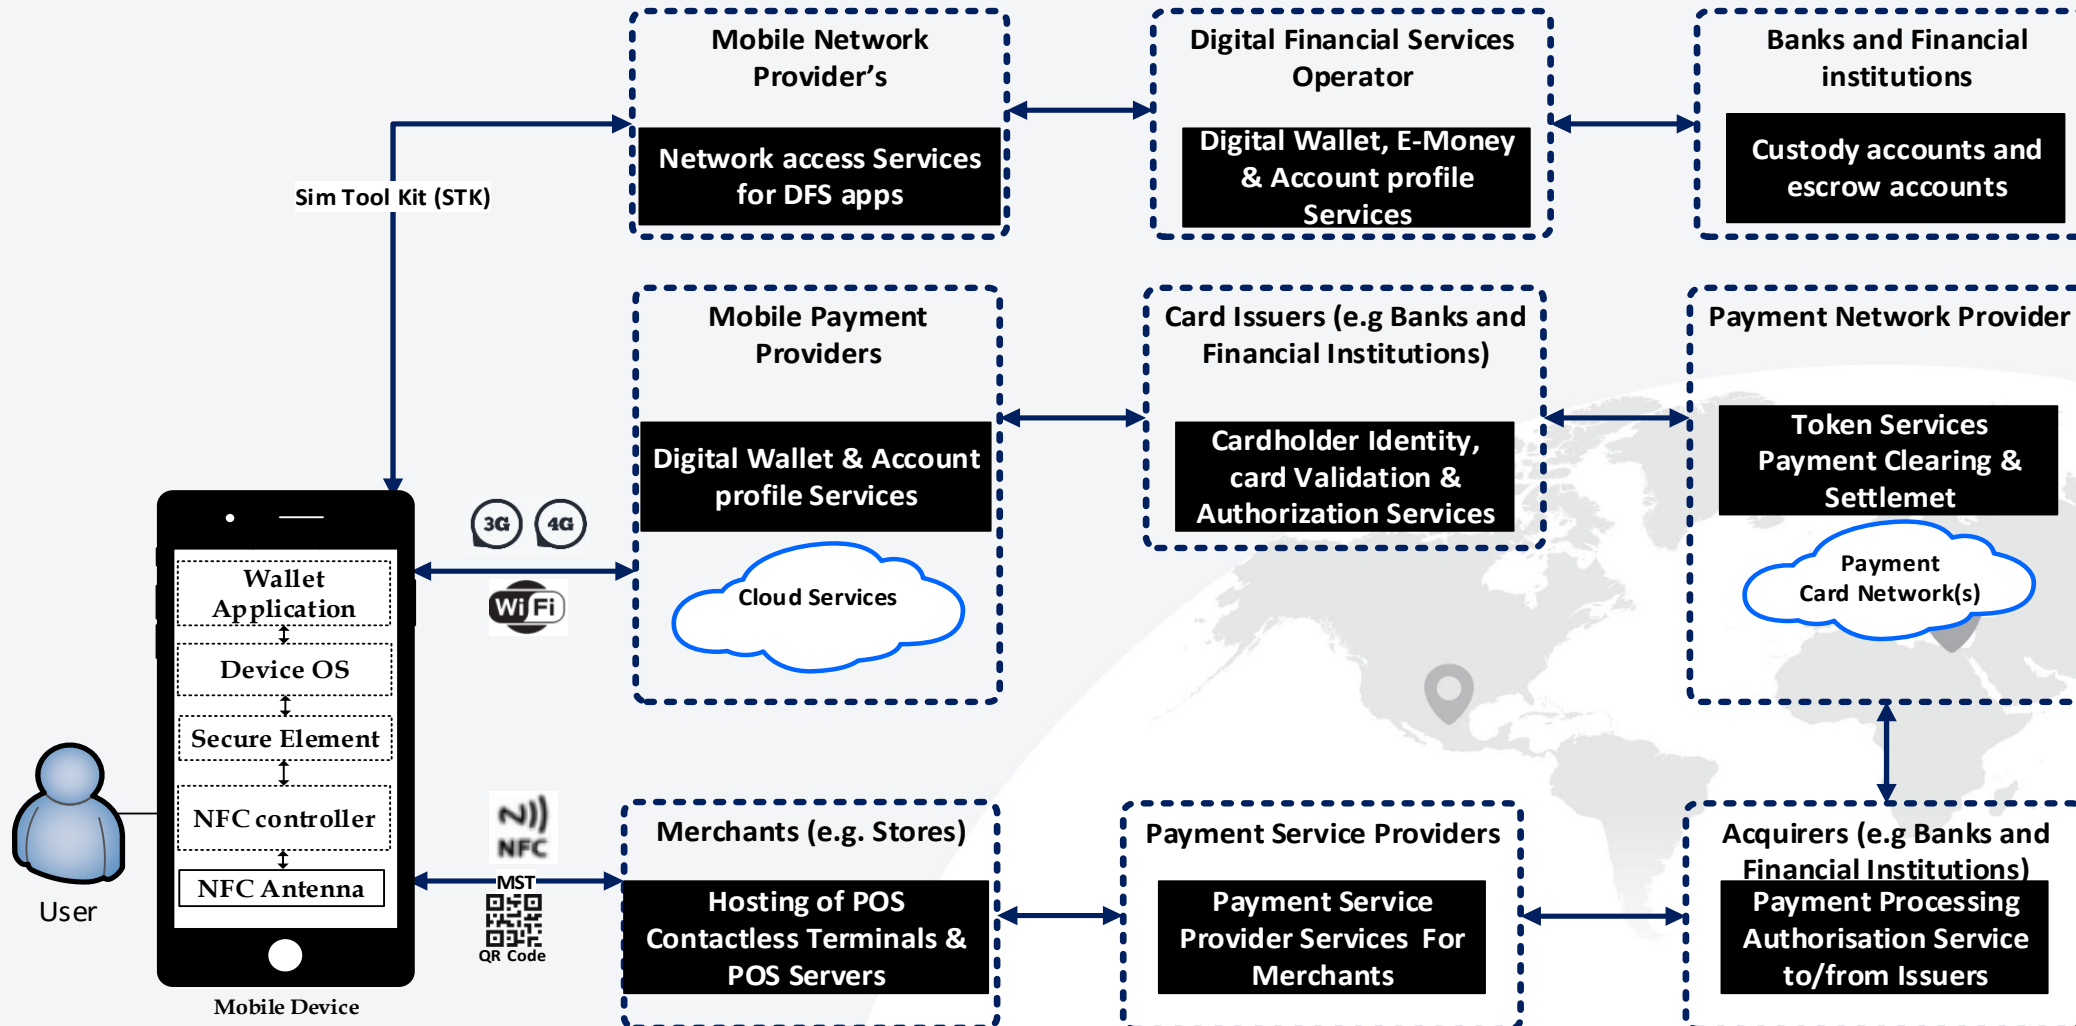 Mobile Network
Provider’s
Network access Services
for DFS apps
Digital Financial Services
Operator
Digital Wallet, E-Money
& Account profile
Services
Banks and Financial
institutions
Custody accounts and
escrow accounts
Sim Tool Kit (STK)
Mobile Payment
Providers
Digital Wallet & Account
profile Services
Cloud Services
Card Issuers (e.g Banks and
Financial Institutions)
Cardholder Identity,
card Validation &
Authorization Services
Payment Network Provider
Token Services
Payment Clearing &
Settlemet
Payment
Card Network(s)
3G
4G
WiFi
Wallet
Application
Device OS
Secure Element
NFC controller
NFC Antenna
User
Mobile Device
NFC
MST
QR Code
Merchants (e.g. Stores)
Hosting of POS
Contactless Terminals &
POS Servers
Payment Service Providers
Payment Service
Provider Services For
Merchants
Acquirers (e.g Banks and
Financial Institutions)
Payment Processing
Authorisation Service
to/from Issuers